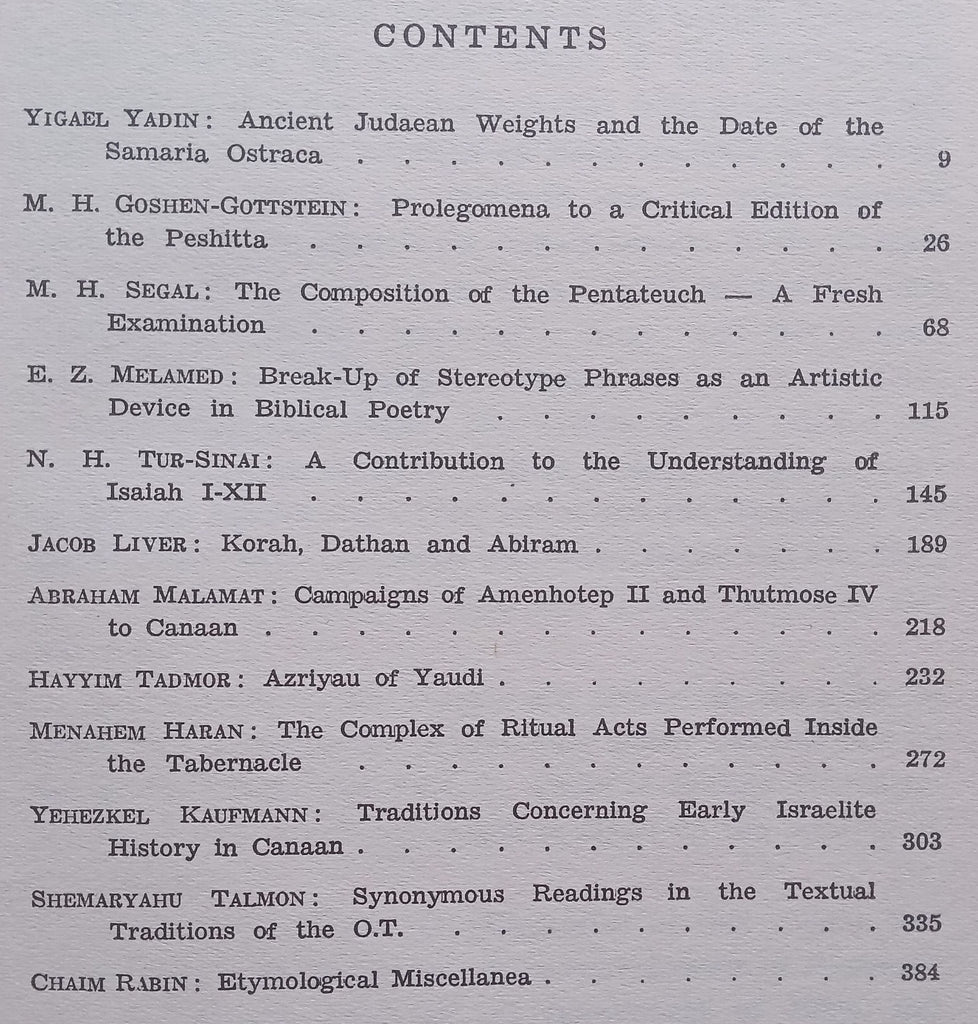 CONTENTS
YIGAEL YADIN: Ancient Judaean Weights and the Date of the
Samaria Ostraca . . . . . . . . . . . . 9
M. H. GOSHEN-GOTTSTEIN: Prolegomena to a Critical Edition of
the Peshitta . . . . . . . . . . . . . 26
M. H. SEGAL: The Composition of the Pentateuch — A Fresh
Examination . . . . . . . . . . . . . 68
E. Z. MELAMED: Break-Up of Stereotype Phrases as an Artistic
Device in Biblical Poetry . . . . . . . . . 115
N. H. TUR-SINAI: A Contribution to the Understanding of
Isaiah I-XII . . . . . . . . . . . . . 145
JACOB LIVER: Korah, Dathan and Abiram . . . . . . . 189
ABRAHAM MALAMAT: Campaigns of Amenhotep II and Thutmose IV
to Canaan . . . . . . . . . . . . . . 218
HAYYIM TADMOR: Azriyau of Yaudi . . . . . . . . . 232
MENAHEM HARAN: The Complex of Ritual Acts Performed Inside
the Tabernacle . . . . . . . . . . . . 272
YEHEZKEL KAUFMANN: Traditions Concerning Early Israelite
History in Canaan . . . . . . . . . . . . 303
SHEMARYAHU TALMON: Synonymous Readings in the Textual
Traditions of the O.T. . . . . . . . . . . 335
CHAIM RABIN: Etymological Miscellanea . . . . . . . . 384